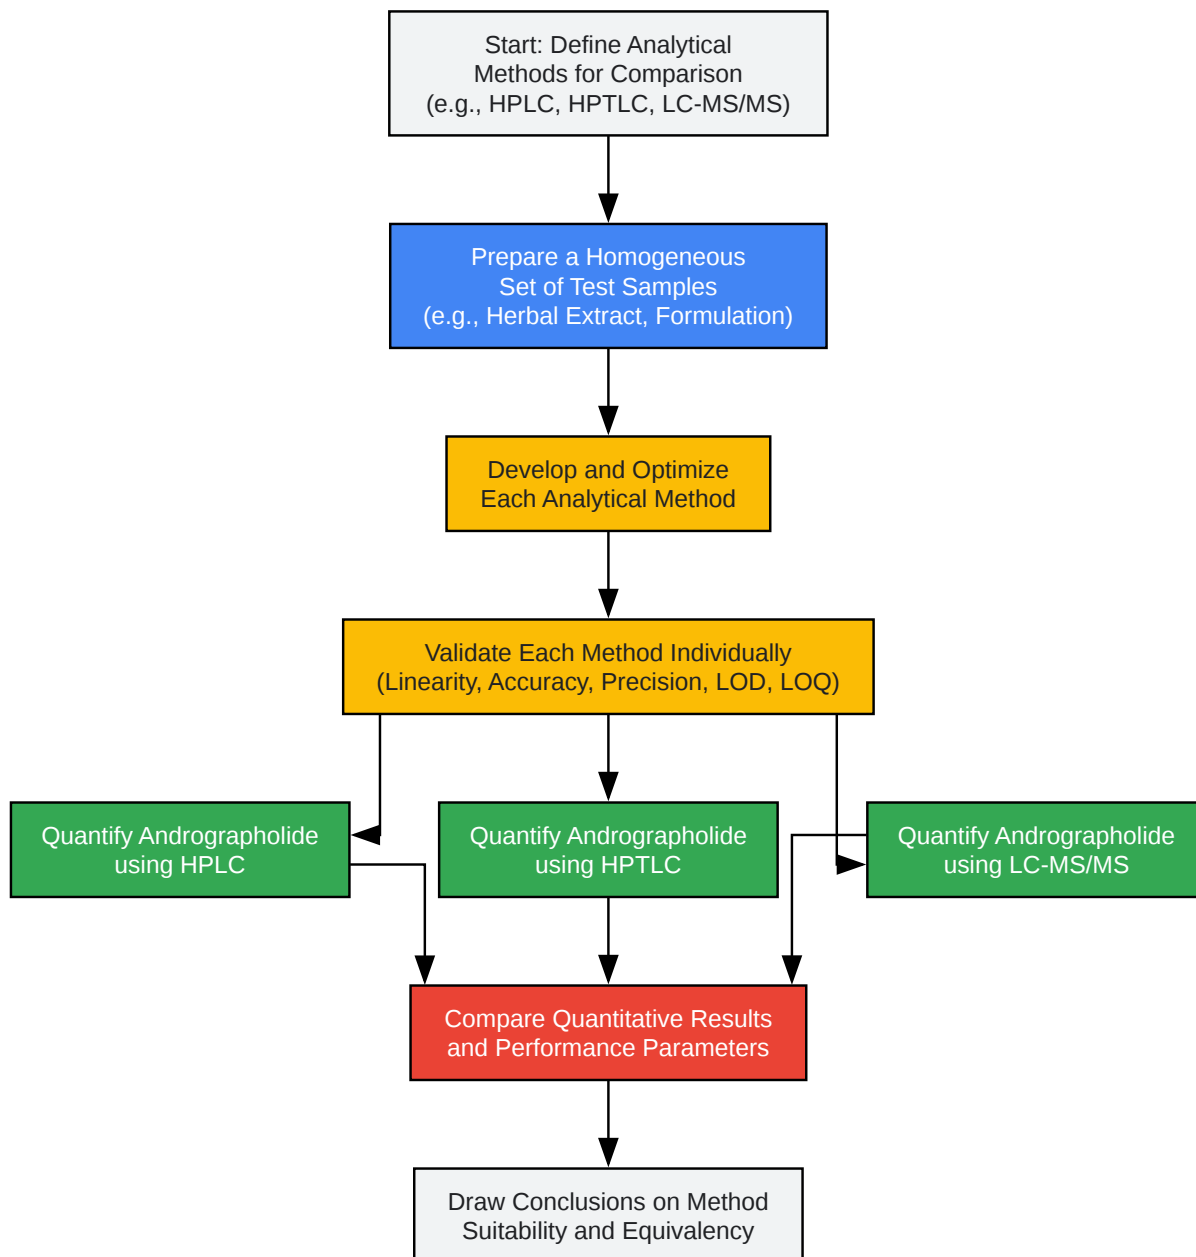 Start: Define Analytical
Methods for Comparison
(e.g., HPLC, HPTLC, LC-MS/MS)
Prepare a Homogeneous
Set of Test Samples
(e.g., Herbal Extract, Formulation)
Develop and Optimize
Each Analytical Method
Validate Each Method Individually
(Linearity, Accuracy, Precision, LOD, LOQ)
Quantify Andrographolide
using HPLC
Quantify Andrographolide
using HPTLC
Quantify Andrographolide
using LC-MS/MS
Compare Quantitative Results
and Performance Parameters
Draw Conclusions on Method
Suitability and Equivalency